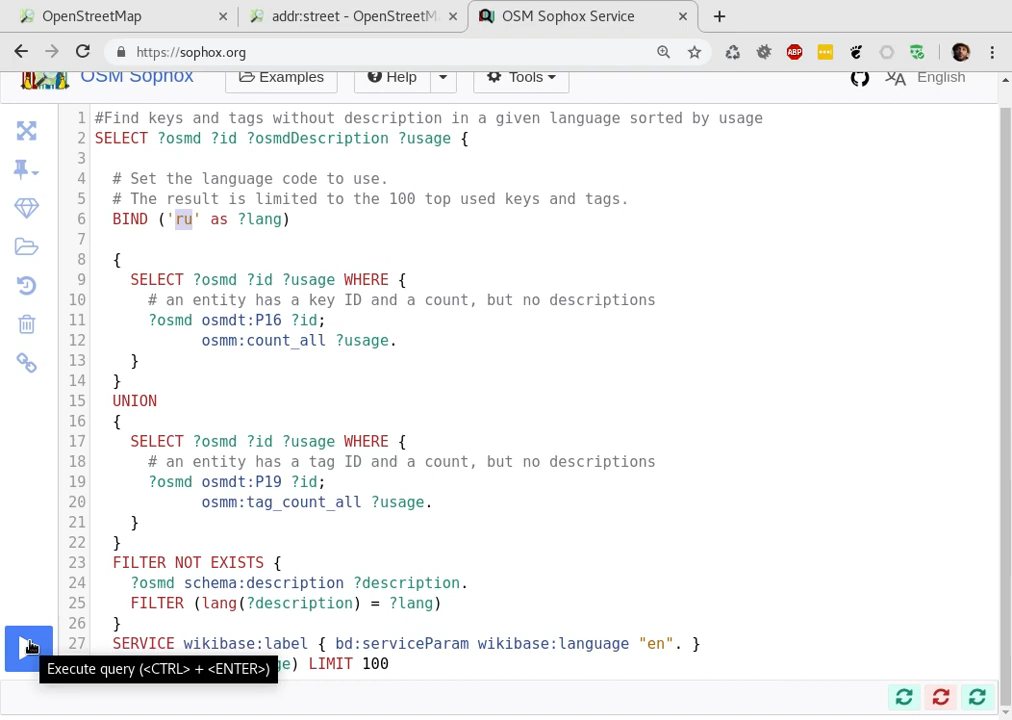 OpenStreetMap
addr:street - OpenStreetM
OSM Sophox Service
https://sophox.org
ABP
OSM Sophox
Examples
Help
Tools
English
1 #Find keys and tags without description in a given language sorted by usage
2 SELECT ?osmd ?id ?osmdDescription ?usage {
3
4 # Set the language code to use.
5 # The result is limited to the 100 top used keys and tags.
6 BIND ('ru' as ?lang)
7
8 {
9 SELECT ?osmd ?id ?usage WHERE {
10 # an entity has a key ID and a count, but no descriptions
11 ?osmd osmdt:P16 ?id;
12 osmm:count_all ?usage.
13 }
14 }
15 UNION
16 {
17 SELECT ?osmd ?id ?usage WHERE {
18 # an entity has a tag ID and a count, but no descriptions
19 ?osmd osmdt:P19 ?id;
20 osmm:tag_count_all ?usage.
21 }
22 }
23 FILTER NOT EXISTS {
24 ?osmd schema:description ?description.
25 FILTER (lang(?description) = ?lang)
26 }
27 SERVICE wikibase:label { bd:serviceParam wikibase:language "en". }
ge) LIMIT 100
Execute query (<CTRL> + <ENTER>)